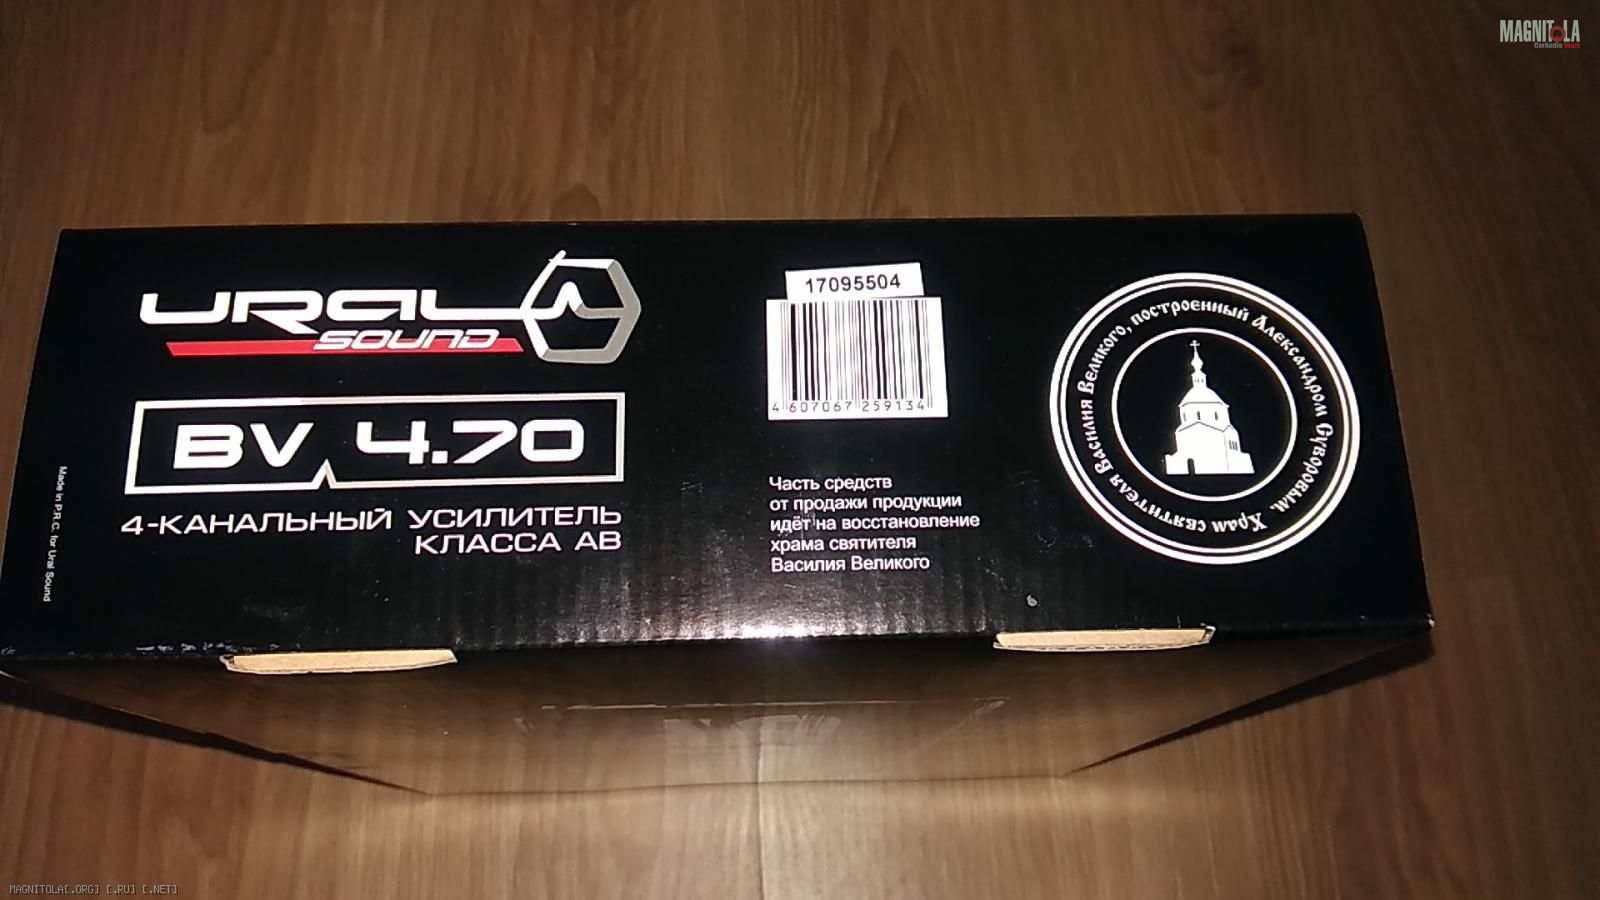 MAGNITOLA
CarAudio Team
URAL
SOUND
BV 4.70
4-КАНАЛЬНЫЙ УСИЛИТЕЛЬ
КЛАССА АВ
Made in P.R.C. for Ural Sound
17095504
4 607067 259134
Часть средств
от продажи продукции
идёт на восстановление
храма святителя
Василия Великого
Храм святителя Василия Великого, построенный Александром Суворовым.
MAGNITOLA[.ORG] [.RU] [.NET]